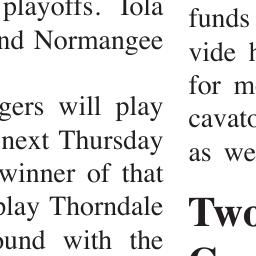 playoffs. Iola
nd Normangee
gers will play
next Thursday
winner of that
play Thorndale
ound with the
funds
vide
for
cavato
as we
Two